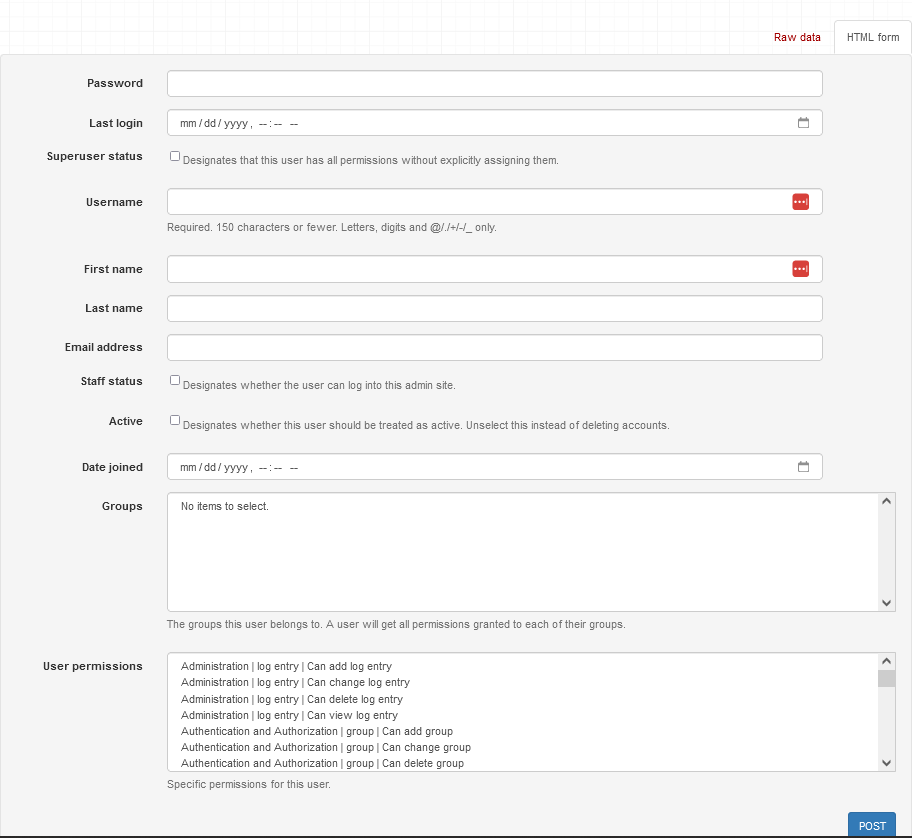 Raw data
HTML form
Password
Last login
mm/dd/yyyy, --:-- --
Superuser status
Designates that this user has all permissions without explicitly assigning them.
Username
Required. 150 characters or fewer. Letters, digits and @/./+/-/_ only.
First name
Last name
Email address
Staff status
Designates whether the user can log into this admin site.
Active
Designates whether this user should be treated as active. Unselect this instead of deleting accounts.
Date joined
mm/dd/yyyy, --:-- --
Groups
No items to select.
The groups this user belongs to. A user will get all permissions granted to each of their groups.
User permissions
Administration | log entry | Can add log entry
Administration | log entry | Can change log entry
Administration | log entry | Can delete log entry
Administration | log entry | Can view log entry
Authentication and Authorization | group | Can add group
Authentication and Authorization | group | Can change group
Authentication and Authorization | group | Can delete group
Specific permissions for this user.
POST